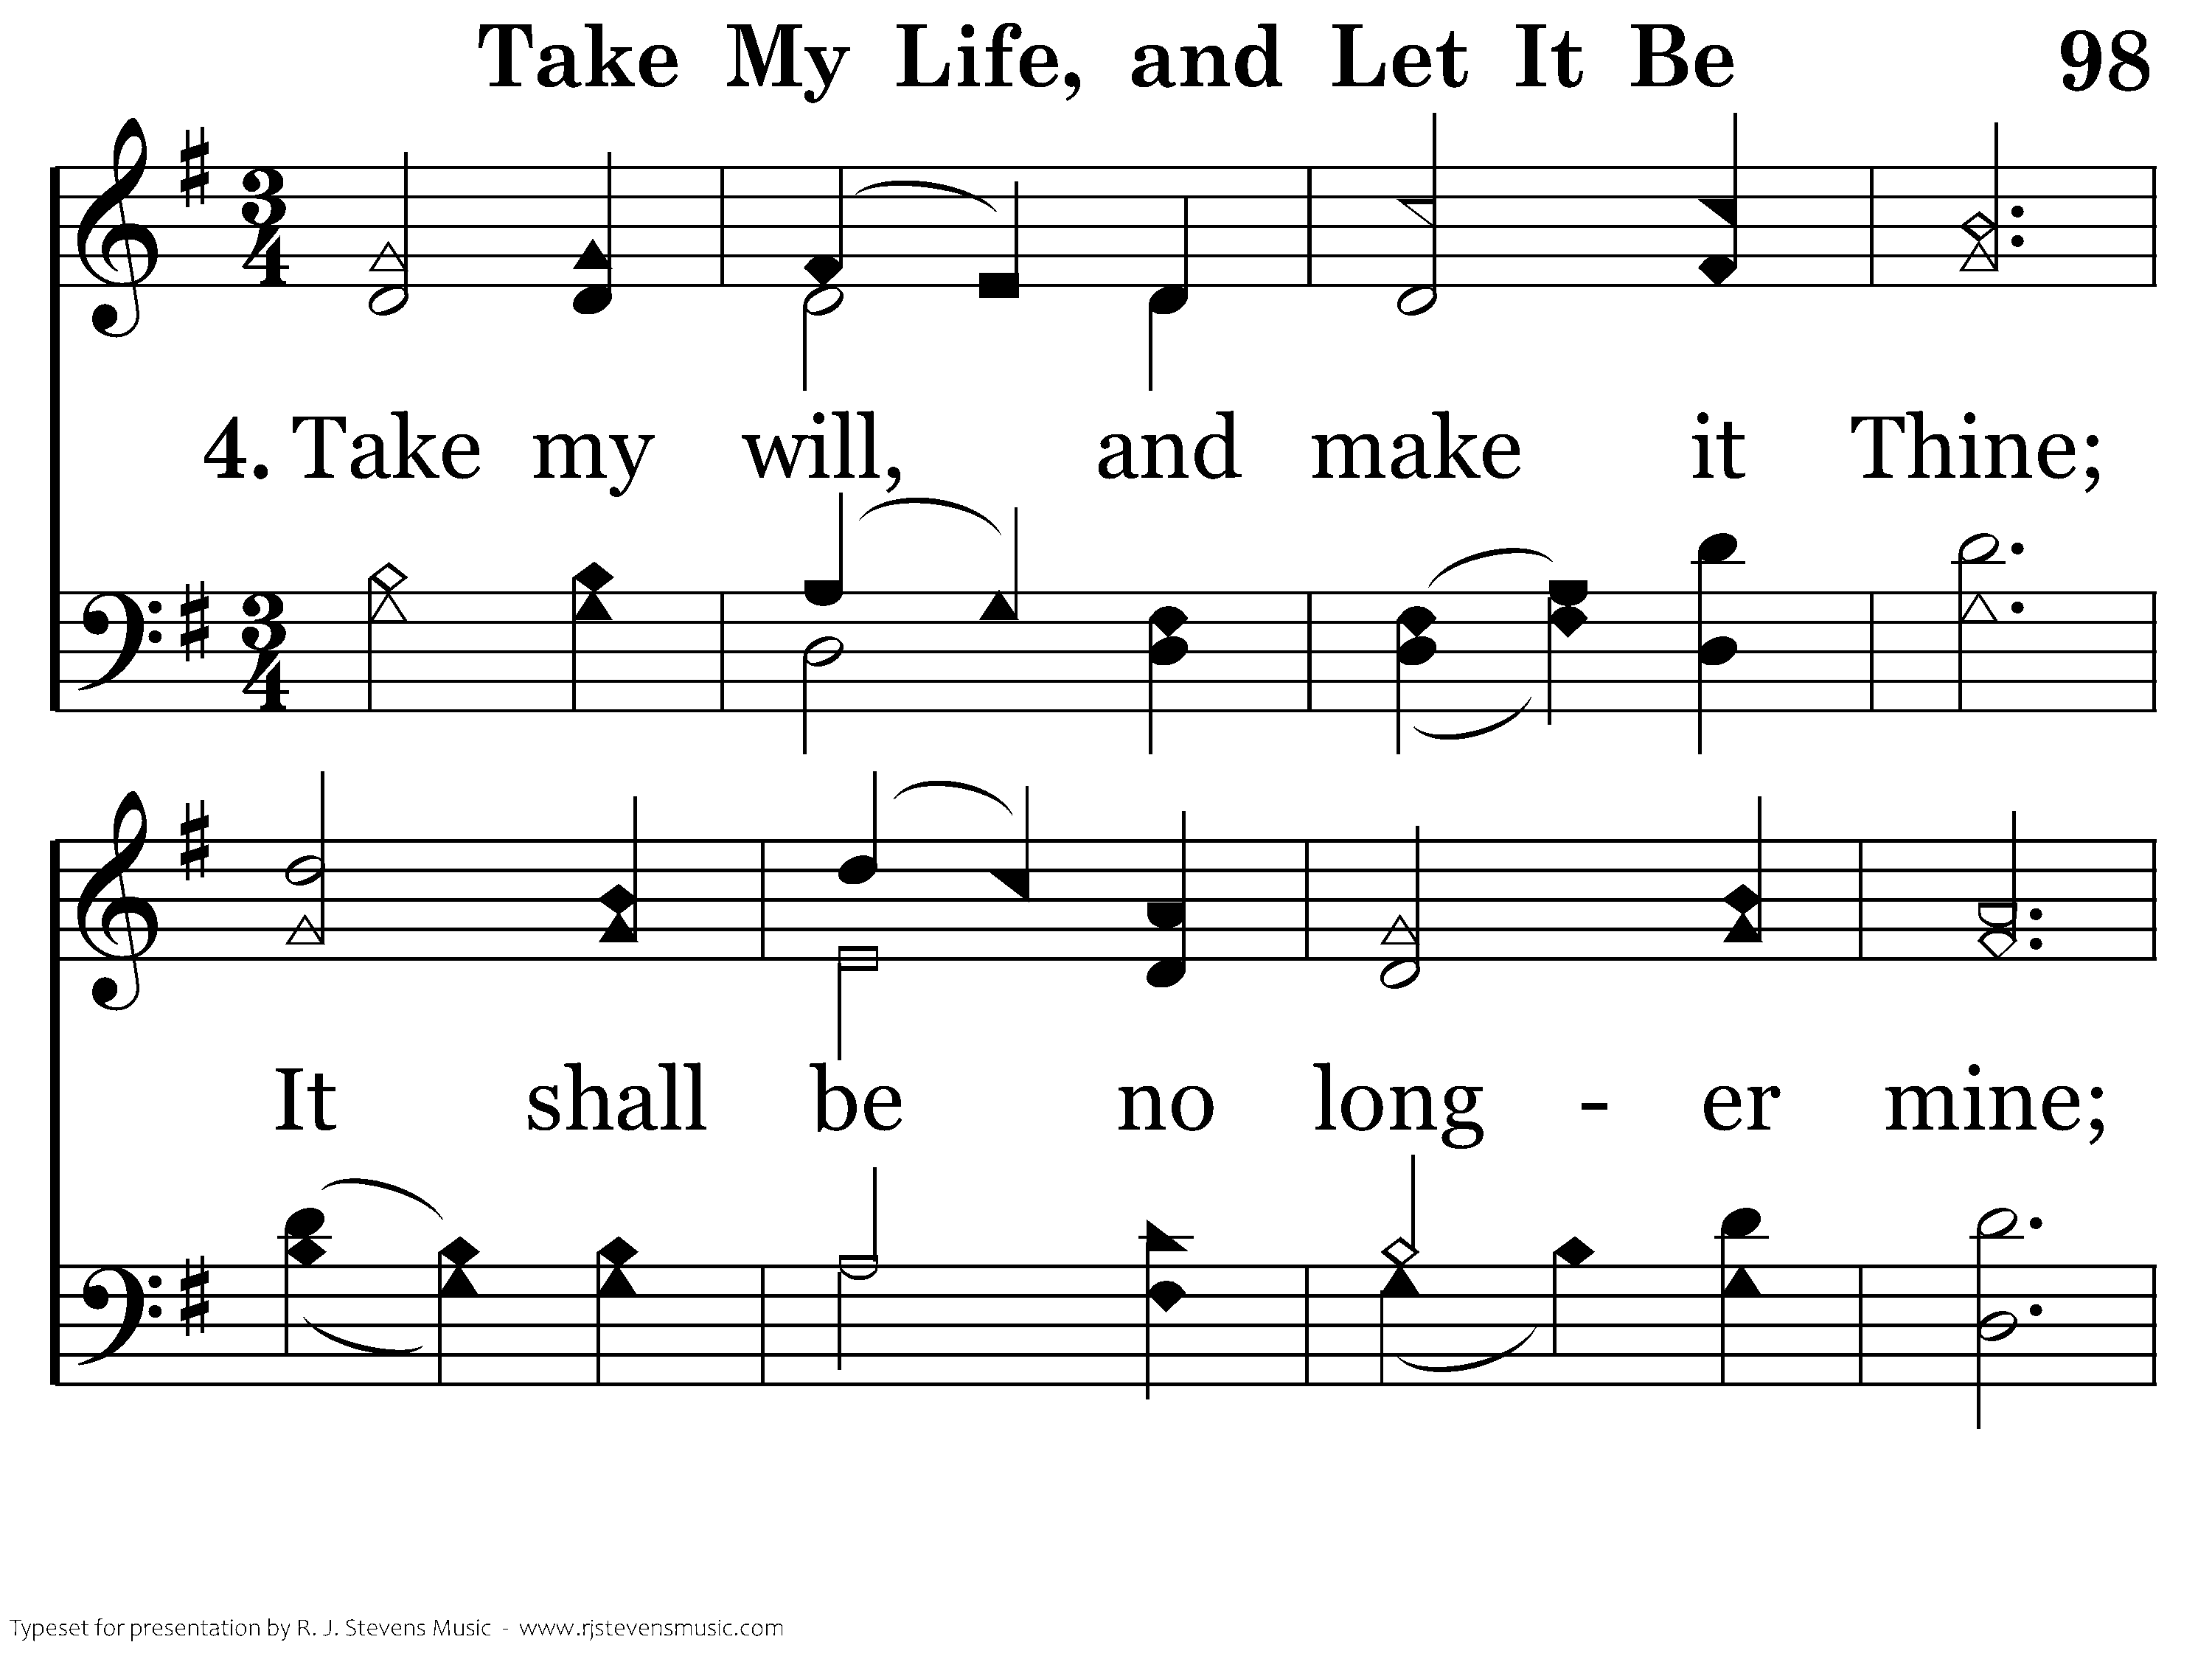 Take My Life, and Let It Be 98
4. Take my will, and make it Thine;
It shall be no long - er mine;
Typeset for presentation by R. J. Stevens Music - www.rjstevensmusic.com